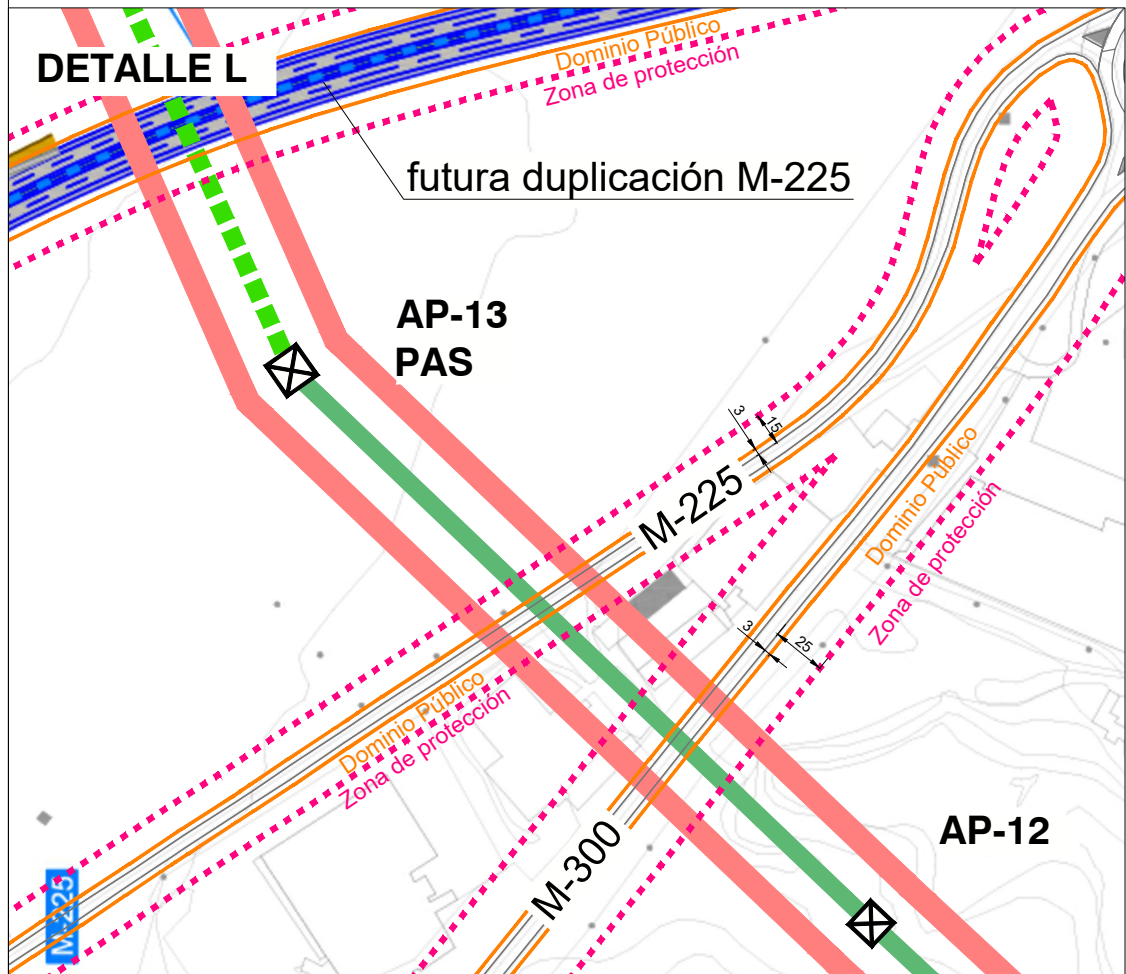 DETALLE L
Dominio Público
Zona de protección
futura duplicación M-225
AP-13
PAS
3
15
M-225
Dominio Público
Zona de protección
3
25
Dominio Público
Zona de protección
AP-12
M-300
M-225